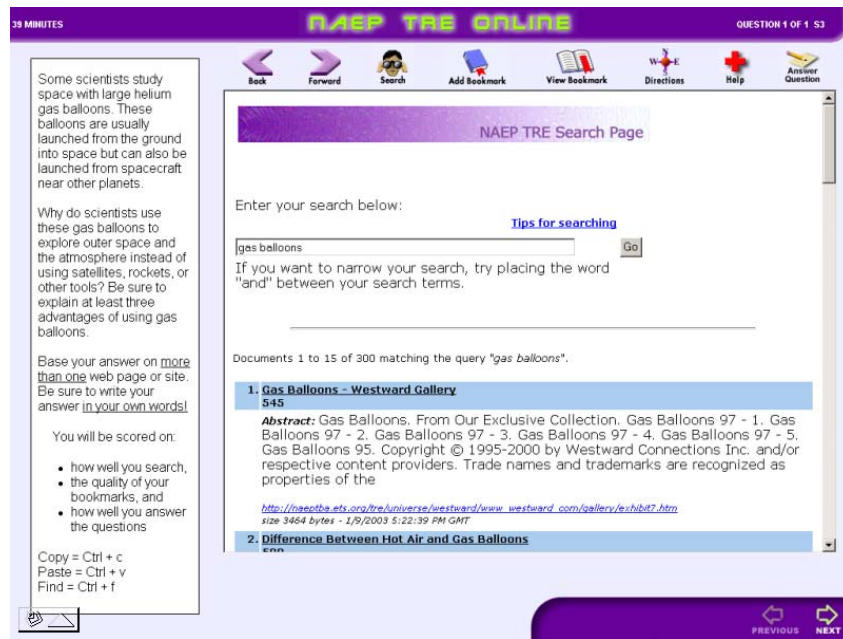 39 MINUTES
NAEP TRE ONLINE
QUESTION 1 OF 1 S3
Some scientists study
space with large helium
gas balloons. These
balloons are usually
launched from the ground
into space but can also be
launched from spacecraft
near other planets.
Why do scientists use
these gas balloons to
explore outer space and
the atmosphere instead of
using satellites, rockets, or
other tools? Be sure to
explain at least three
advantages of using gas
balloons.
Base your answer on more
than one web page or site.
Be sure to write your
answer in your own words!
You will be scored on:
• how well you search,
• the quality of your
bookmarks, and
• how well you answer
the questions
Copy = Ctrl + c
Paste = Ctrl + v
Find = Ctrl + f
Back
Forward
Search
Add Bookmark
View Bookmark
W E
S
Directions
Help
Answer
Question
NAEP TRE Search Page
Enter your search below:
Tips for searching
gas balloons
Go
If you want to narrow your search, try placing the word
"and" between your search terms.
Documents 1 to 15 of 300 matching the query "gas balloons".
1. Gas Balloons - Westward Gallery
545
Abstract: Gas Balloons. From Our Exclusive Collection. Gas Balloons 97 - 1. Gas
Balloons 97 - 2. Gas Balloons 97 - 3. Gas Balloons 97 - 4. Gas Balloons 97 - 5.
Gas Balloons 95. Copyright © 1995-2000 by Westward Connections Inc. and/or
respective content providers. Trade names and trademarks are recognized as
properties of the
http://naeptba.ets.org/tre/universe/westward/www_westward_com/gallery/exhibit7.htm
size 3464 bytes - 1/9/2003 5:22:39 PM GMT
2. Difference Between Hot Air and Gas Balloons
PREVIOUS
NEXT